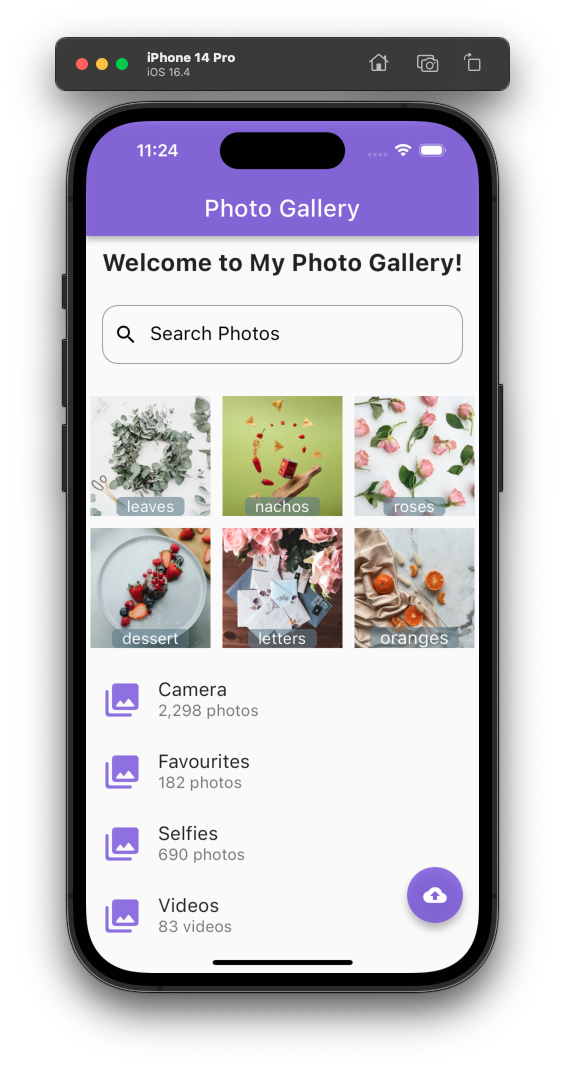 iPhone 14 Pro
iOS 16.4
11:24
Photo Gallery
Welcome to My Photo Gallery!
Search Photos
leaves nachos roses
dessert letters oranges
Camera
2,298 photos
Favourites
182 photos
Selfies
690 photos
Videos
83 videos